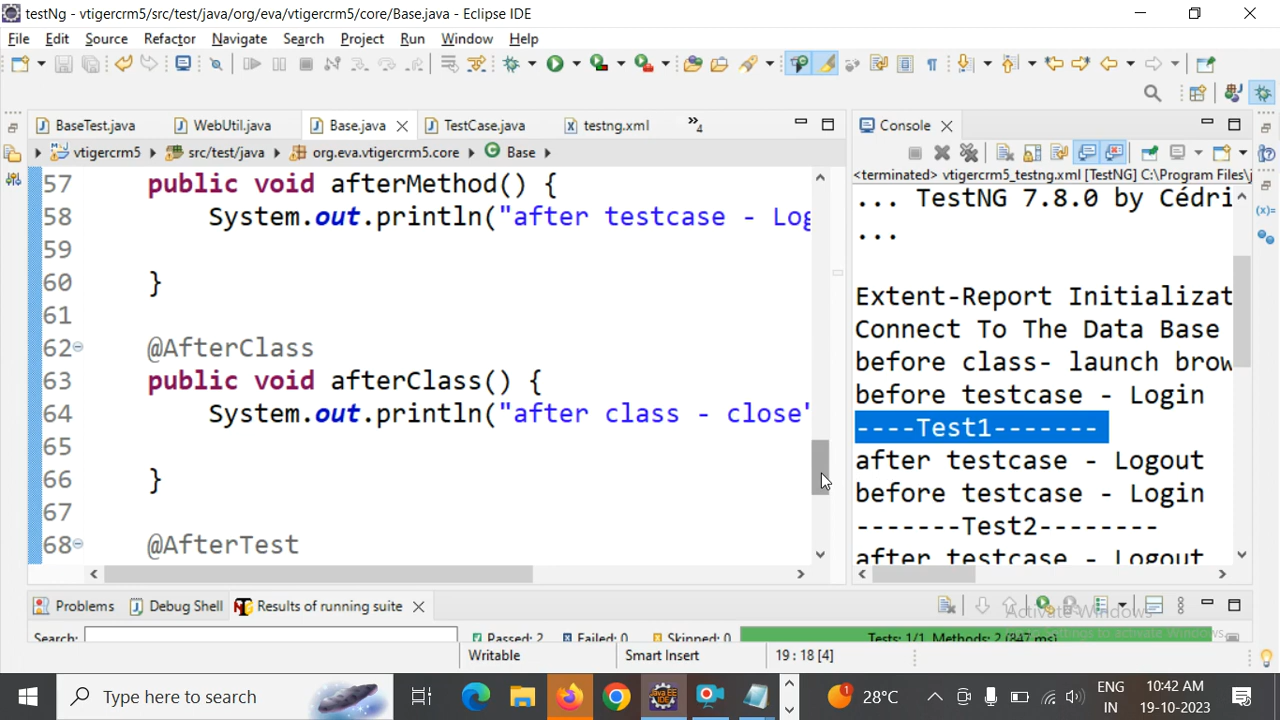 testNg - vtigercrm5/src/test/java/org/eva/vtigercrm5/core/Base.java - Eclipse IDE
File Edit Source Refactor Navigate Search Project Run Window Help
BaseTest.java WebUtil.java Base.java TestCase.java testng.xml »4
vtigercrm5 src/test/java org.eva.vtigercrm5.core Base
57 public void afterMethod() {
58 System.out.println("after testcase - Log
59
60 }
61
62 @AfterClass
63 public void afterClass() {
64 System.out.println("after class - close"
65
66 }
67
68 @AfterTest
Console
<terminated> vtigercrm5_testng.xml [TestNG] C:\Program Files\j
... TestNG 7.8.0 by Cédri
...
Extent-Report Initializat
Connect To The Data Base
before class- launch brow
before testcase - Login
----Test1-------
after testcase - Logout
before testcase - Login
-------Test2--------
after testcase - Logout
Problems Debug Shell Results of running suite
Search: Passed: 2 Failed: 0 Skipped: 0 Tests: 1/1 Methods: 2 (847 ms)
Activate Windows
Writable Smart Insert 19 : 18 [4]
Type here to search
1 28°C
ENG
IN
10:42 AM
19-10-2023